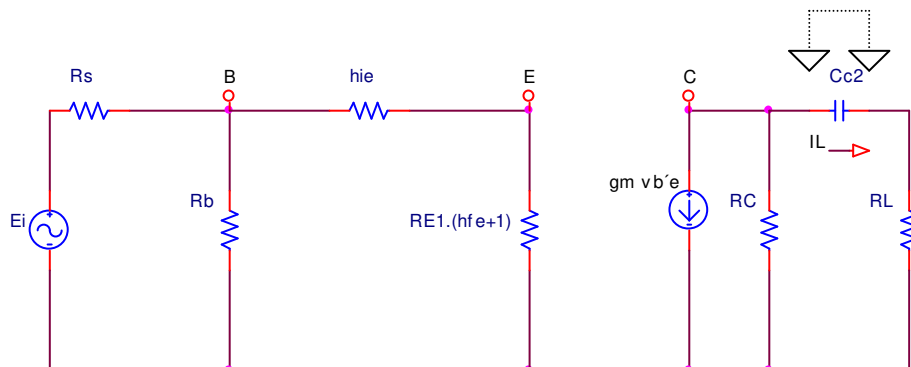 Rs
B
hie
E
C
Cc2
IL
gm vb´e
Ei
Rb
RE1.(hfe+1)
RC
RL